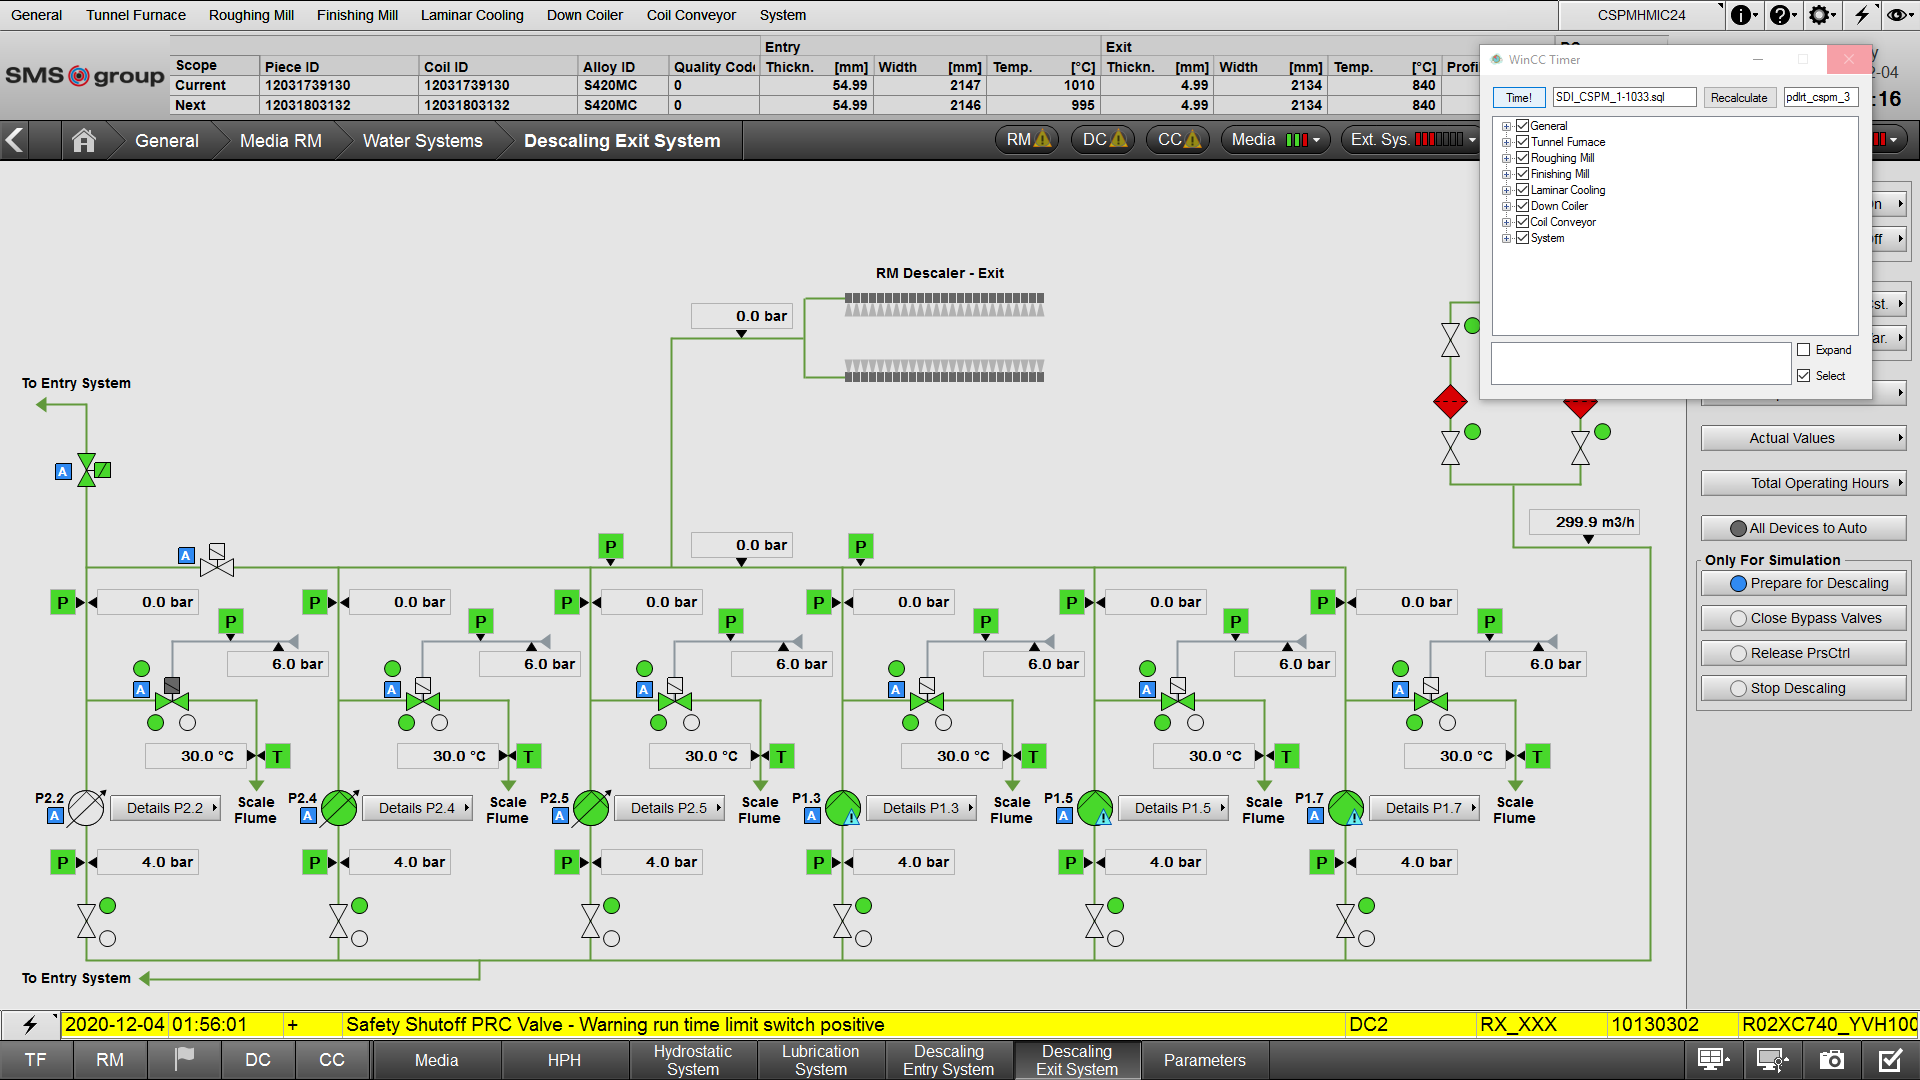 General Tunnel Furnace Roughing Mill Finishing Mill Laminar Cooling Down Coiler Coil Conveyor System CSPMHMIC24
SMS group
Entry Exit
Scope Piece ID Coil ID Alloy ID Quality Code Thickn. [mm] Width [mm] Temp. [°C] Thickn. [mm] Width [mm] Temp. [°C] Profi
Current 12031739130 12031739130 S420MC 0 54.99 2147 1010 4.99 2134 840
Next 12031803132 12031803132 S420MC 0 54.99 2146 995 4.99 2134 840
General Media RM Water Systems Descaling Exit System RM DC CC Media Ext. Sys.
WinCC Timer
Time! SDI_CSPM_1-1033.sql Recalculate pdlrt_cspm_3
General
Tunnel Furnace
Roughing Mill
Finishing Mill
Laminar Cooling
Down Coiler
Coil Conveyor
System
Expand
Select
-04
:16
Actual Values
Total Operating Hours
All Devices to Auto
Only For Simulation
Prepare for Descaling
Close Bypass Valves
Release PrsCtrl
Stop Descaling
RM Descaler - Exit
0.0 bar
To Entry System
A
299.9 m3/h
A P 0.0 bar P
P 0.0 bar P 0.0 bar P 0.0 bar P 0.0 bar P 0.0 bar P 0.0 bar
P P P P P P
6.0 bar 6.0 bar 6.0 bar 6.0 bar 6.0 bar 6.0 bar
A A A A A A
30.0 °C T 30.0 °C T 30.0 °C T 30.0 °C T 30.0 °C T 30.0 °C T
P2.2 A Details P2.2 Scale Flume P2.4 A Details P2.4 Scale Flume P2.5 A Details P2.5 Scale Flume P1.3 A Details P1.3 Scale Flume P1.5 A Details P1.5 Scale Flume P1.7 A Details P1.7 Scale Flume
P 4.0 bar P 4.0 bar P 4.0 bar P 4.0 bar P 4.0 bar P 4.0 bar
To Entry System
2020-12-04 01:56:01 + Safety Shutoff PRC Valve - Warning run time limit switch positive DC2 RX_XXX 10130302 R02XC740_YVH100
TF RM DC CC Media HPH Hydrostatic System Lubrication System Descaling Entry System Descaling Exit System Parameters